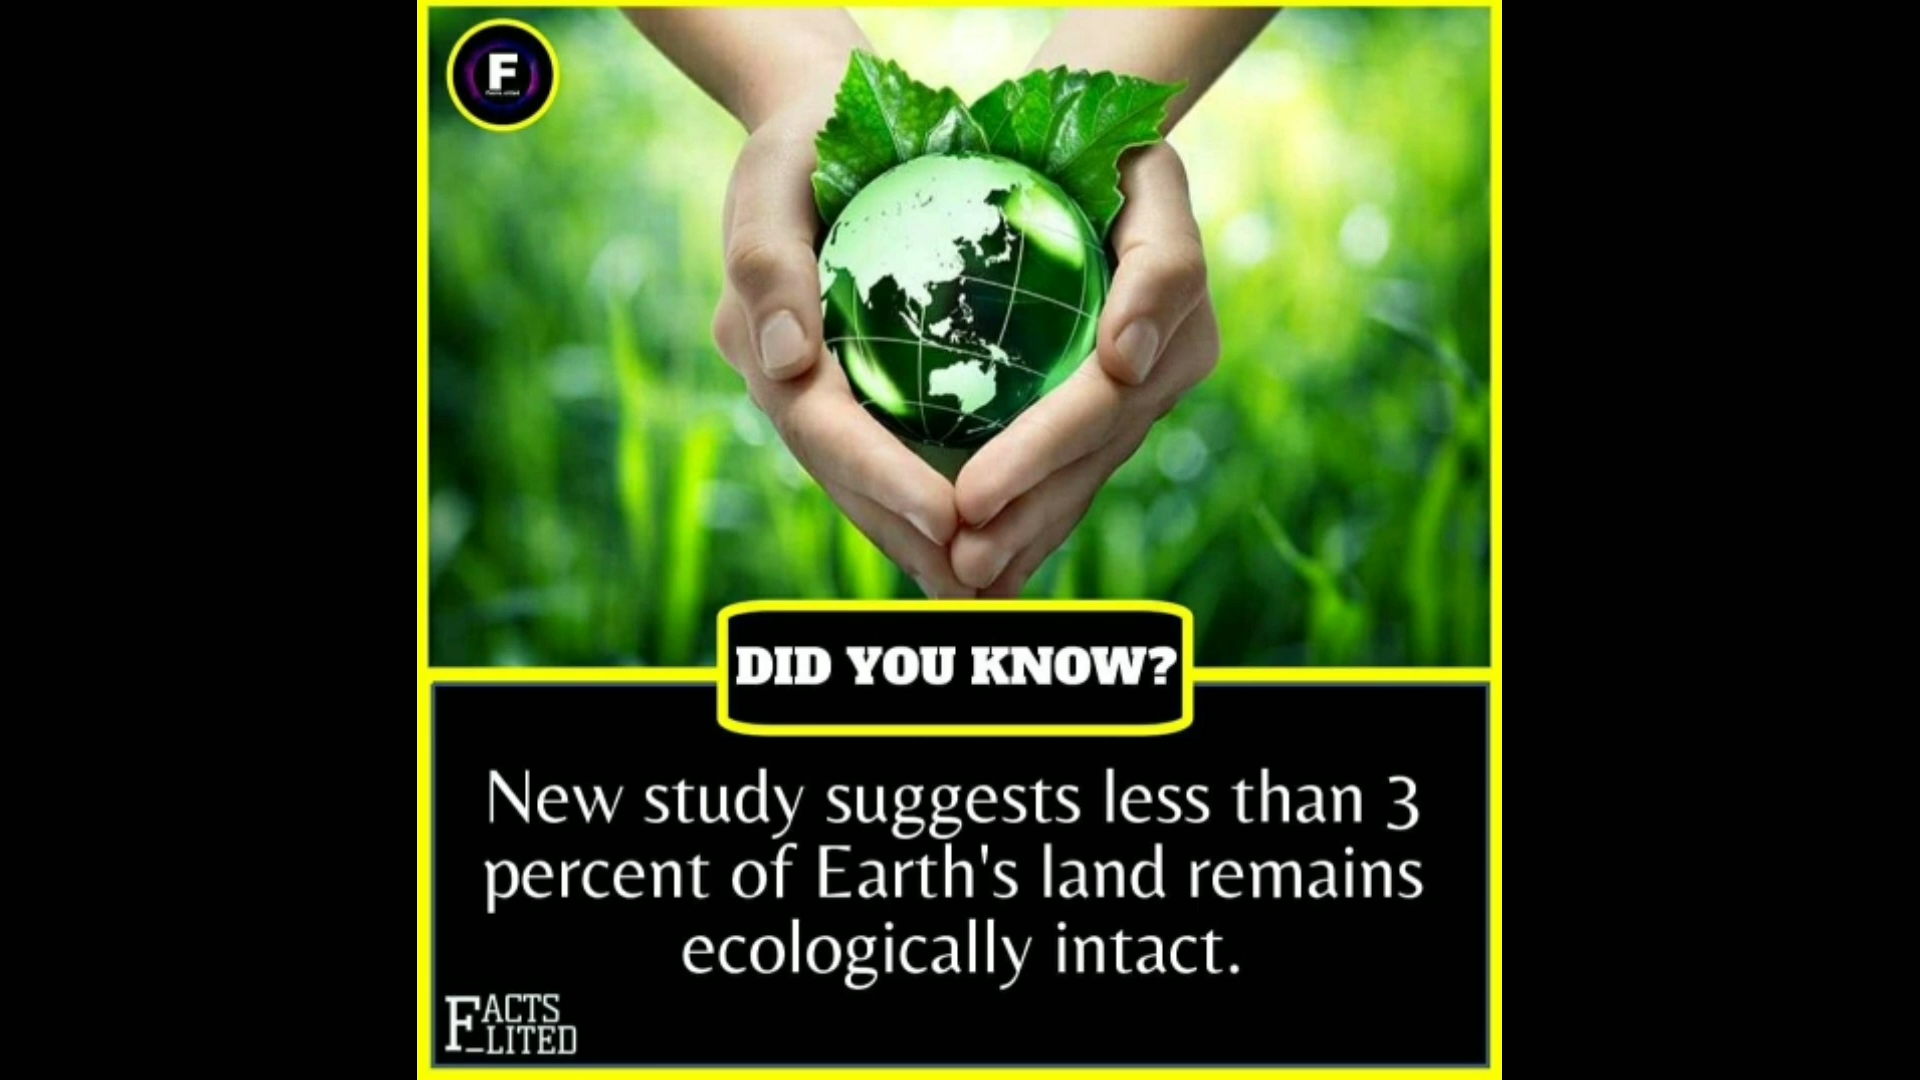 F
DID YOU KNOW?
New study suggests less than 3
percent of Earth's land remains
ecologically intact.
FACTS
_LITED